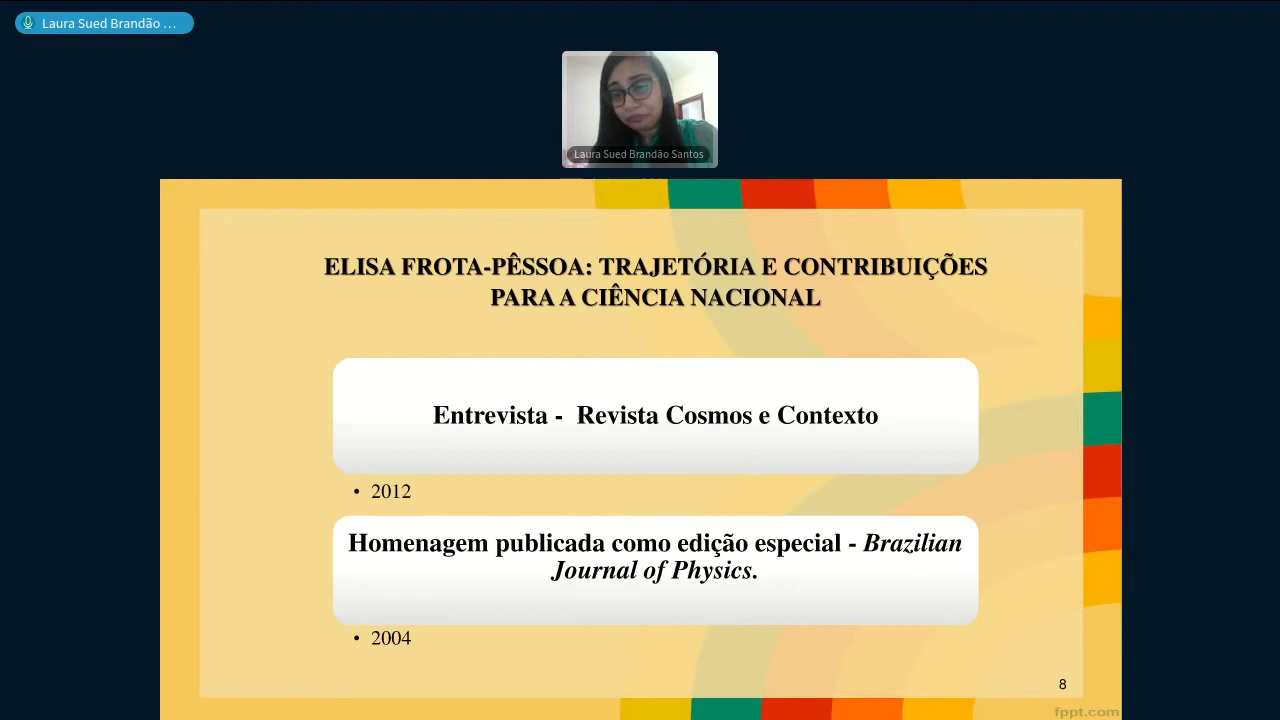 Laura Sued Brandão ...
Laura Sued Brandão Santos
ELISA FROTA-PÊSSOA: TRAJETÓRIA E CONTRIBUIÇÕES
PARA A CIÊNCIA NACIONAL
Entrevista - Revista Cosmos e Contexto
• 2012
Homenagem publicada como edição especial - Brazilian
Journal of Physics.
• 2004
8
fppt.com